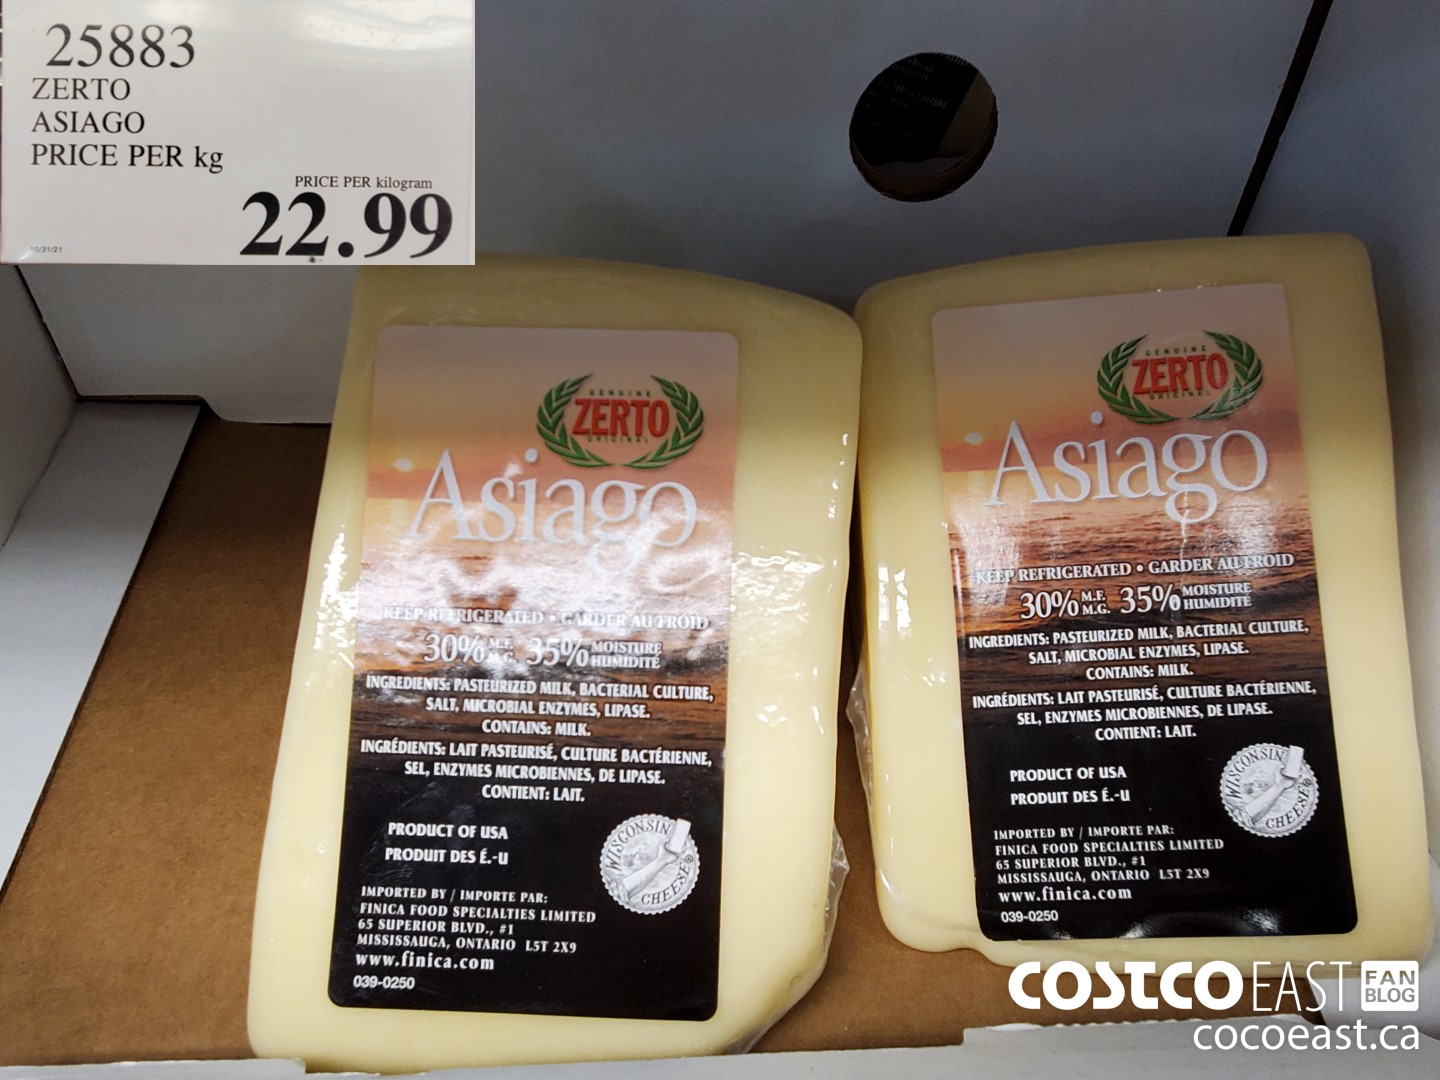 25883
ZERTO
ASIAGO
PRICE PER kg
PRICE PER kilogram
22.99
10/31/21
GENUINE
ZERTO
ORIGINAL
Asiago
KEEP REFRIGERATED • GARDER AU FROID
30% M.F. M.G. 35% MOISTURE HUMIDITÉ
INGREDIENTS: PASTEURIZED MILK, BACTERIAL CULTURE,
SALT, MICROBIAL ENZYMES, LIPASE.
CONTAINS: MILK.
INGRÉDIENTS: LAIT PASTEURISÉ, CULTURE BACTÉRIENNE,
SEL, ENZYMES MICROBIENNES, DE LIPASE.
CONTIENT: LAIT.
PRODUCT OF USA
PRODUIT DES É.-U
WISCONSIN CHEESE®
IMPORTED BY / IMPORTE PAR:
FINICA FOOD SPECIALTIES LIMITED
65 SUPERIOR BLVD., #1
MISSISSAUGA, ONTARIO L5T 2X9
www.finica.com
039-0250
GENUINE
ZERTO
ORIGINAL
Asiago
KEEP REFRIGERATED • GARDER AU FROID
30% M.F. M.G. 35% MOISTURE HUMIDITÉ
INGREDIENTS: PASTEURIZED MILK, BACTERIAL CULTURE,
SALT, MICROBIAL ENZYMES, LIPASE.
CONTAINS: MILK.
INGRÉDIENTS: LAIT PASTEURISÉ, CULTURE BACTÉRIENNE,
SEL, ENZYMES MICROBIENNES, DE LIPASE.
CONTIENT: LAIT.
PRODUCT OF USA
PRODUIT DES É.-U
WISCONSIN CHEESE®
IMPORTED BY / IMPORTE PAR:
FINICA FOOD SPECIALTIES LIMITED
65 SUPERIOR BLVD., #1
MISSISSAUGA, ONTARIO L5T 2X9
www.finica.com
039-0250
COSTCO EAST FAN BLOG
cocoeast.ca